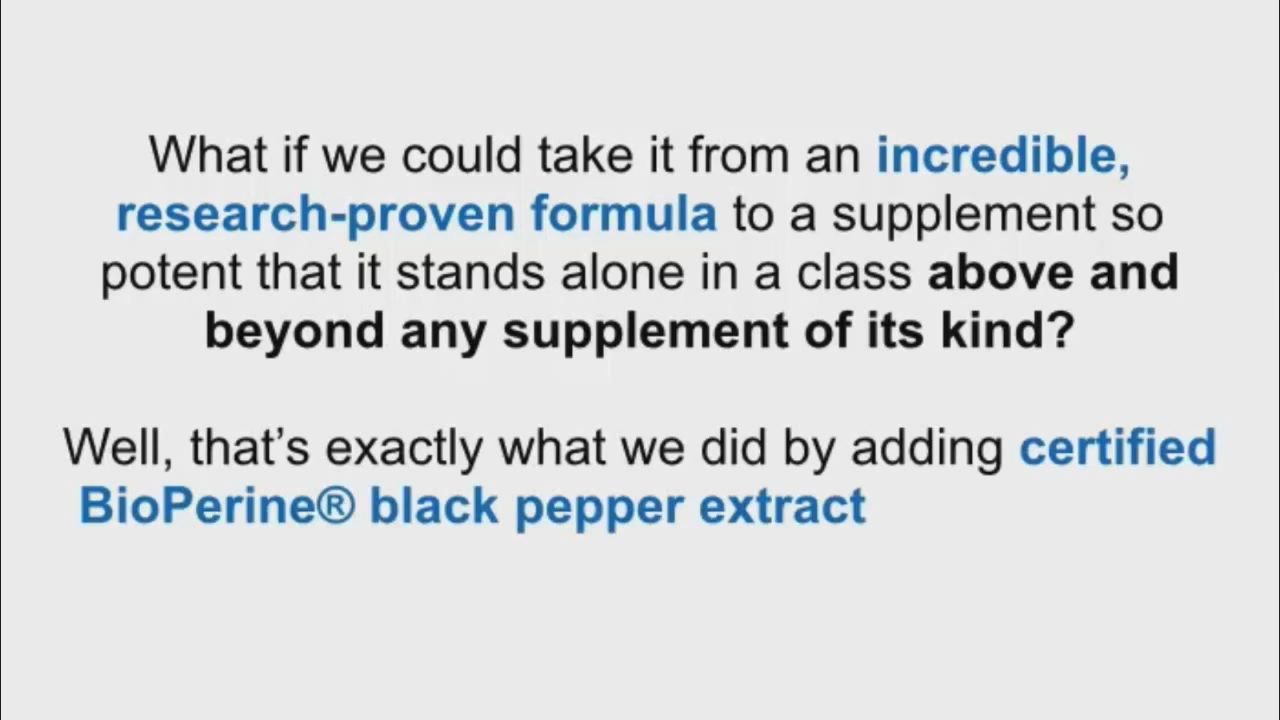 What if we could take it from an incredible,
research-proven formula to a supplement so
potent that it stands alone in a class above and
beyond any supplement of its kind?
Well, that’s exactly what we did by adding certified
BioPerine® black pepper extract